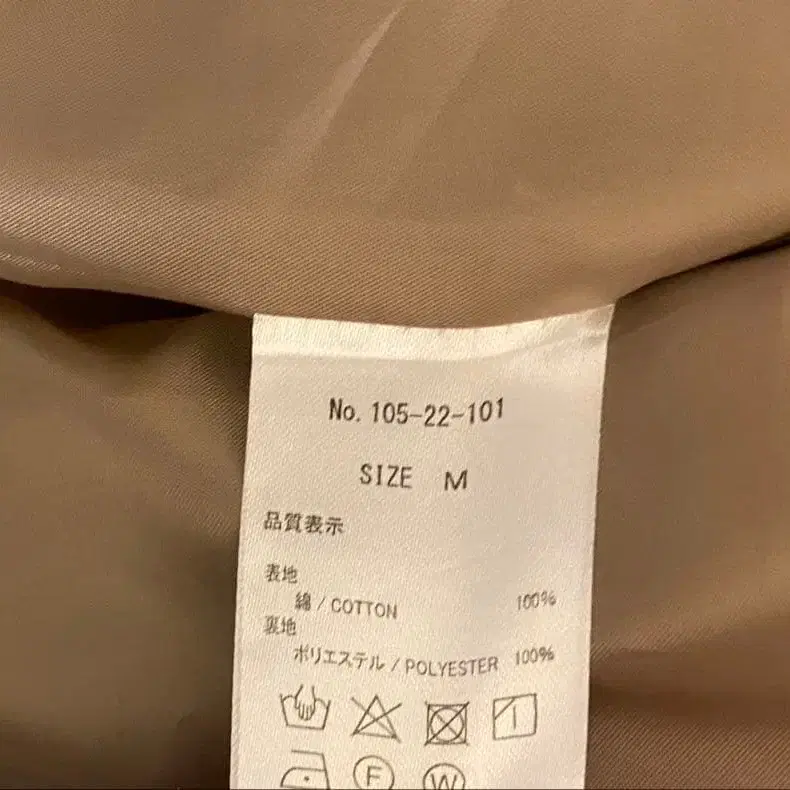 No. 105-22-101
SIZE M
品質表示
表地
綿 / COTTON 100%
裏地
ポリエステル / POLYESTER 100%
F W